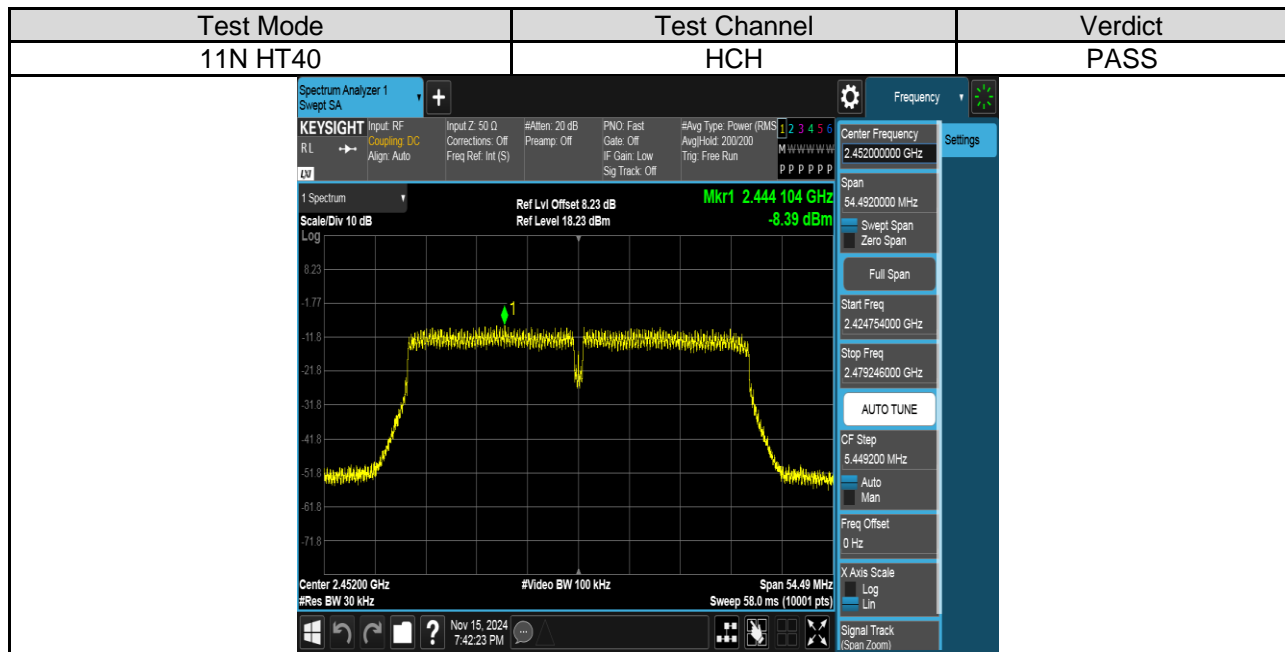 Test Mode Test Channel Verdict
11N HT40 HCH PASS
Spectrum Analyzer 1
Swept SA
+
Frequency
KEYSIGHT
RL
LXI
Input: RF
Coupling: DC
Align: Auto
Input Z: 50 Ω
Corrections: Off
Freq Ref: Int (S)
#Atten: 20 dB
Preamp: Off
PNO: Fast
Gate: Off
IF Gain: Low
Sig Track: Off
#Avg Type: Power (RMS
Avg|Hold: 200/200
Trig: Free Run
1 2 3 4 5 6
M W W W W W
P P P P P P
1 Spectrum
Scale/Div 10 dB
Log
Ref Lvl Offset 8.23 dB
Ref Level 18.23 dBm
Mkr1 2.444 104 GHz
-8.39 dBm
8.23
-1.77
-11.8
-21.8
-31.8
-41.8
-51.8
-61.8
-71.8
1
Center 2.45200 GHz
#Res BW 30 kHz
#Video BW 100 kHz
Span 54.49 MHz
Sweep 58.0 ms (10001 pts)
Center Frequency
2.452000000 GHz
Span
54.4920000 MHz
Swept Span
Zero Span
Full Span
Start Freq
2.424754000 GHz
Stop Freq
2.479246000 GHz
AUTO TUNE
CF Step
5.449200 MHz
Auto
Man
Freq Offset
0 Hz
X Axis Scale
Log
Lin
Signal Track
(Span Zoom)
Settings
?
Nov 15, 2024
7:42:23 PM